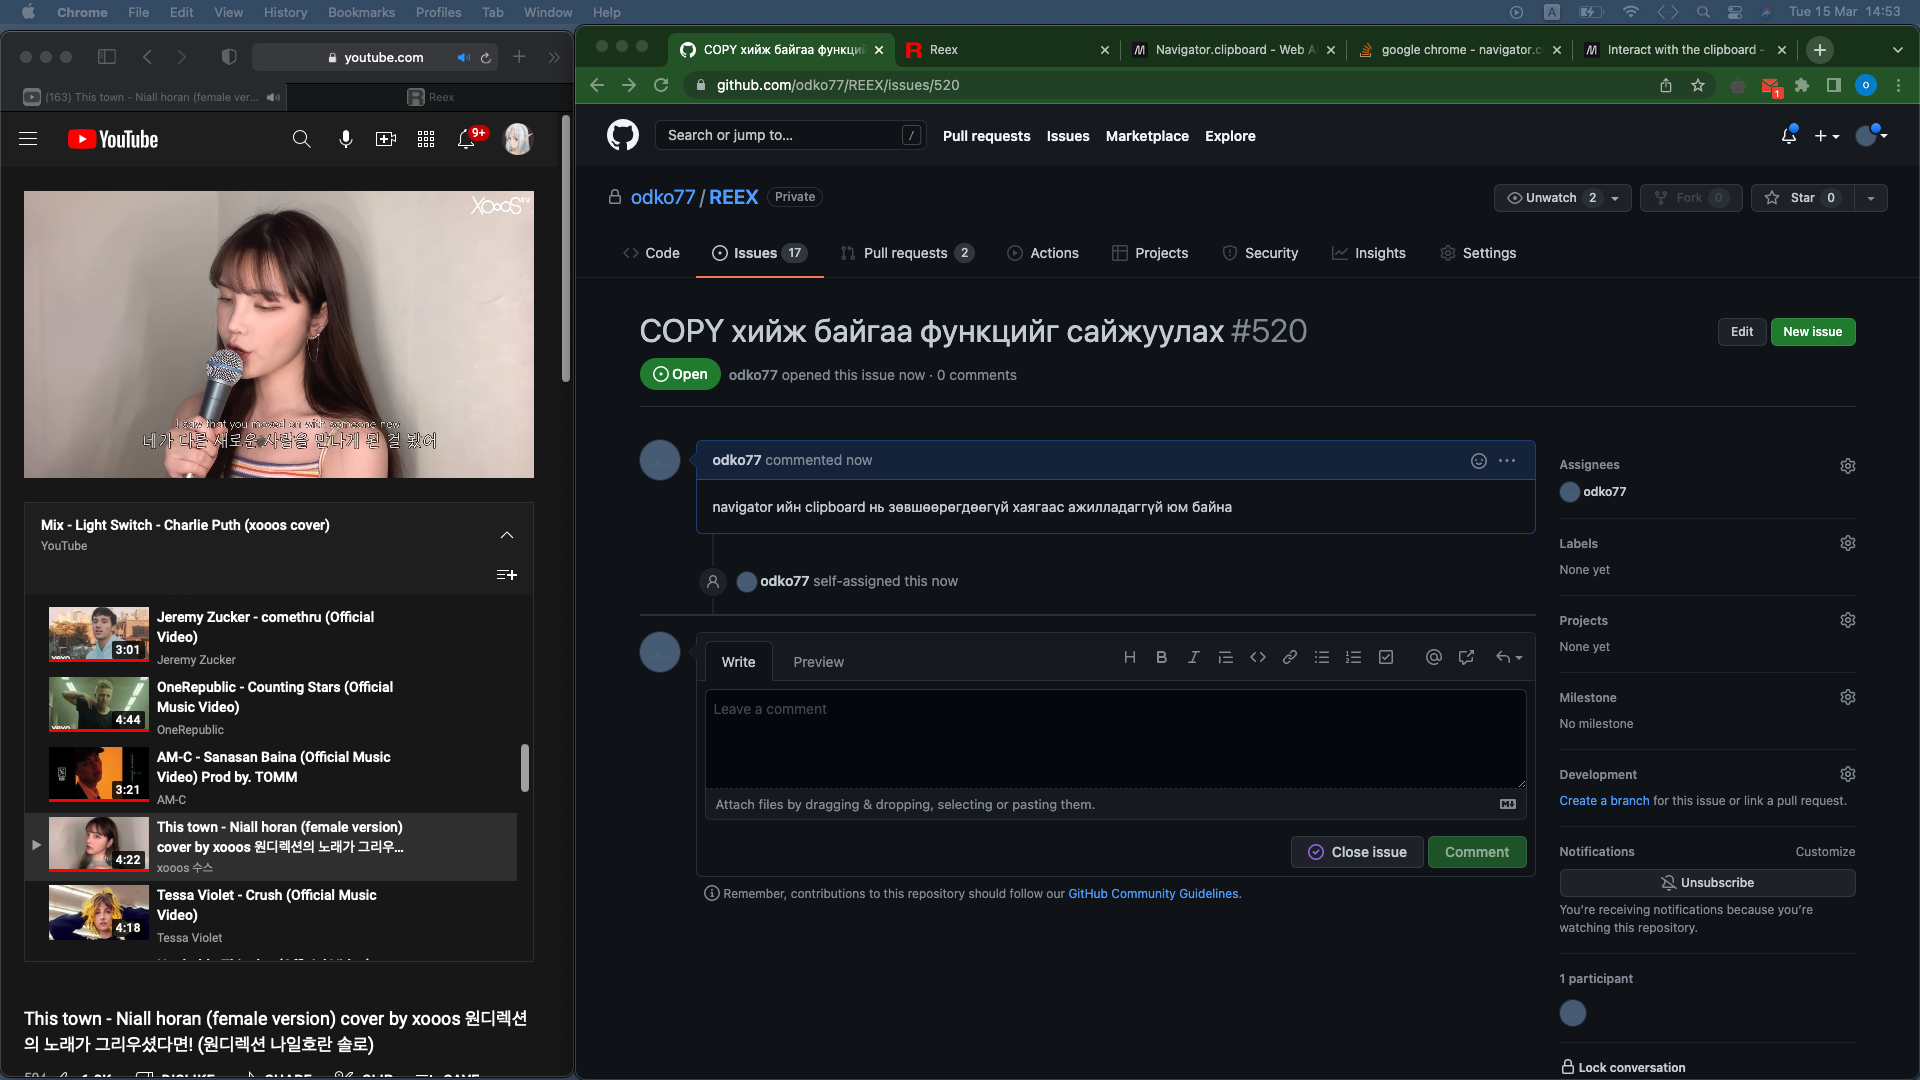 Chrome File Edit View History Bookmarks Profiles Tab Window Help
A
Tue 15 Mar 14:53
youtube.com
(163) This town - Niall horan (female ver...
Reex
YouTube
9+
XOOOS TV
I saw that you moved on with someone new
네가 다른 새로운 사람을 만나게 된 걸 봤어
Mix - Light Switch - Charlie Puth (xooos cover)
YouTube
3:01
Jeremy Zucker - comethru (Official
Video)
Jeremy Zucker
4:44
OneRepublic - Counting Stars (Official
Music Video)
OneRepublic
3:21
AM-C - Sanasan Baina (Official Music
Video) Prod by. TOMM
AM-C
4:22
This town - Niall horan (female version)
cover by xooos 원디렉션의 노래가 그리우...
xooos 수스
4:18
Tessa Violet - Crush (Official Music
Video)
Tessa Violet
This town - Niall horan (female version) cover by xooos 원디렉션
의 노래가 그리우셨다면! (원디렉션 나일호란 솔로)
DISLIKE SHARE CLIP SAVE
COPY хийж байгаа функций
Reex
Navigator.clipboard - Web A
google chrome - navigator.c
Interact with the clipboard -
github.com/odko77/REEX/issues/520
1
o
Search or jump to...
/
Pull requests Issues Marketplace Explore
odko77 / REEX Private
Unwatch 2
Fork 0
Star 0
Code
Issues 17
Pull requests 2
Actions
Projects
Security
Insights
Settings
COPY хийж байгаа функцийг сайжуулах #520
Edit
New issue
Open
odko77 opened this issue now · 0 comments
odko77 commented now
navigator ийн clipboard нь зөвшөөрөгдөөгүй хаягаас ажилладаггүй юм байна
odko77 self-assigned this now
Write
Preview
Leave a comment
Attach files by dragging & dropping, selecting or pasting them.
Close issue
Comment
Remember, contributions to this repository should follow our GitHub Community Guidelines.
Assignees
odko77
Labels
None yet
Projects
None yet
Milestone
No milestone
Development
Create a branch for this issue or link a pull request.
Notifications
Customize
Unsubscribe
You're receiving notifications because you're
watching this repository.
1 participant
Lock conversation